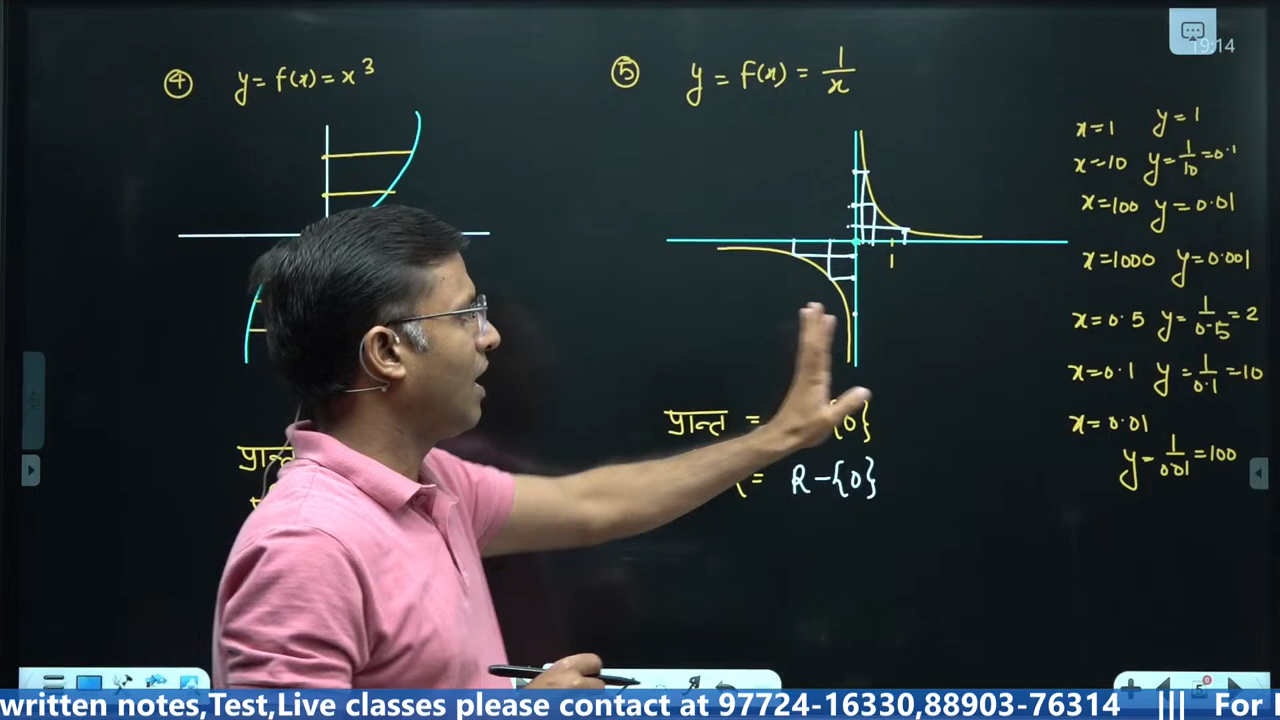 19:14
④ y = f(x) = x³
⑤ y = f(x) = 1/x
1
x=1 y=1
x=10 y=1/10=0.1
x=100 y=0.01
x=1000 y=0.001
x=0.5 y=1/0.5=2
x=0.1 y=1/0.1=10
x=0.01
y=1/0.01=100
प्रान्त = {0}
= R-{0}
written notes,Test,Live classes please contact at 97724-16330,88903-76314 ||| For